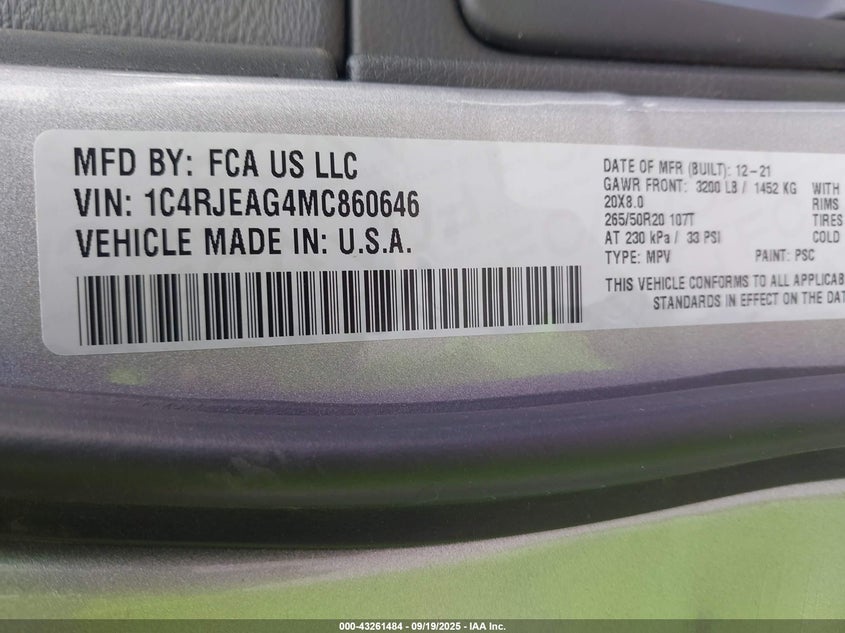 MFD BY: FCA US LLC
VIN: 1C4RJEAG4MC860646
VEHICLE MADE IN: U.S.A.
DATE OF MFR (BUILT): 12-21
GAWR FRONT: 3200 LB / 1452 KG WITH
20X8.0 RIMS
265/50R20 107T TIRES
AT 230 kPa / 33 PSI COLD
TYPE: MPV PAINT: PSC
THIS VEHICLE CONFORMS TO ALL APPLICAB
STANDARDS IN EFFECT ON THE DAT
000-43261484 - 09/19/2025 - IAA Inc.